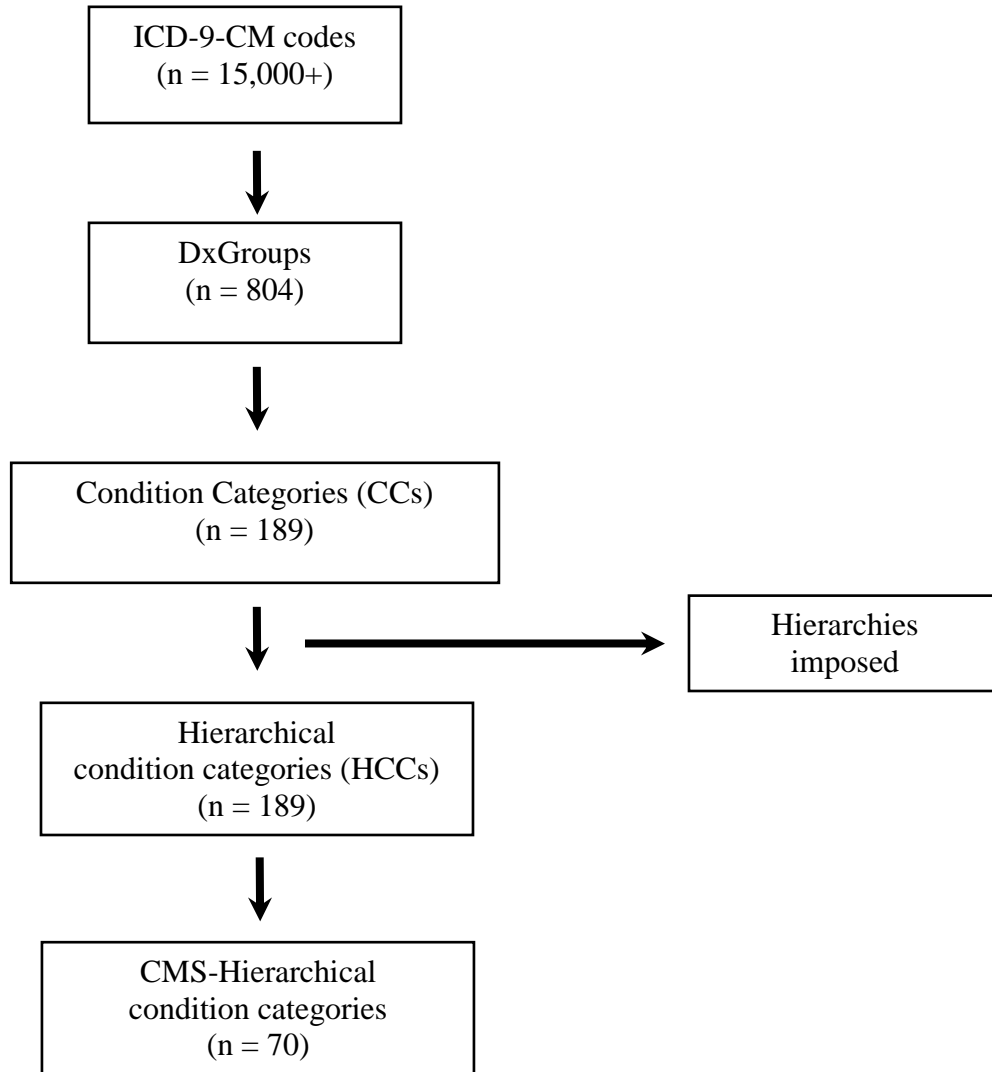 ICD-9-CM codes
(n = 15,000+)
DxGroups
(n = 804)
Condition Categories (CCs)
(n = 189)
Hierarchies
imposed
Hierarchical
condition categories (HCCs)
(n = 189)
CMS-Hierarchical
condition categories
(n = 70)